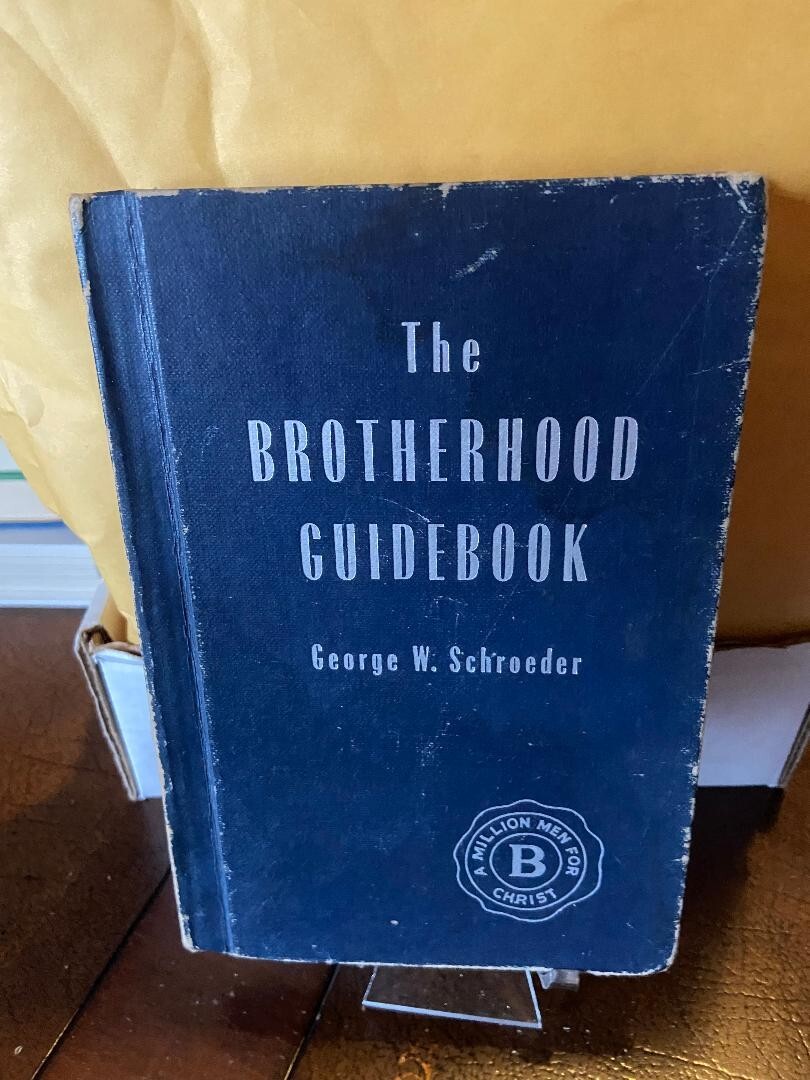 The
BROTHERHOOD
GUIDEBOOK
George W. Schroeder
A MILLION MEN FOR
CHRIST
B